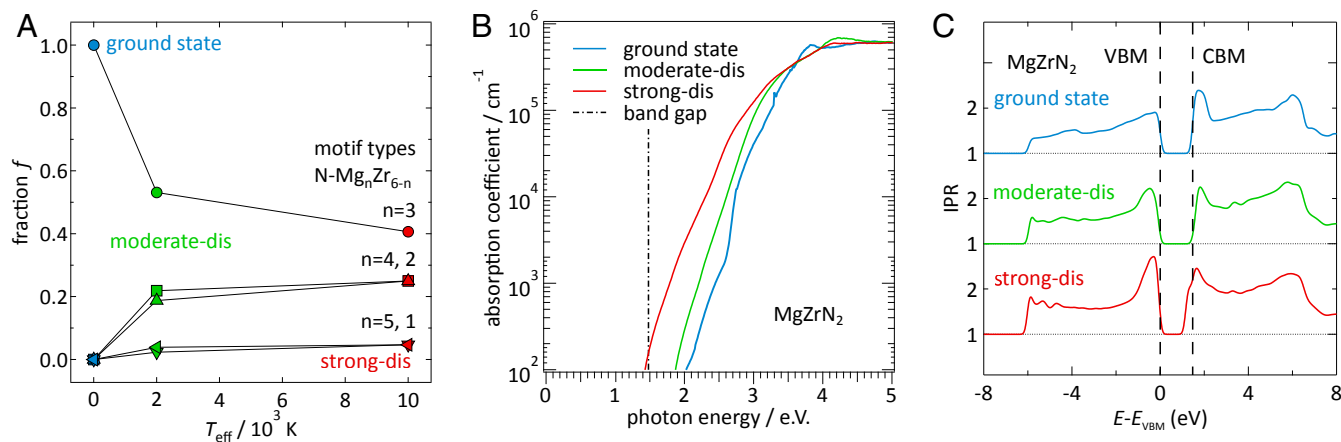 A
1.0
0.8
0.6
0.4
0.2
0.0
fraction f
ground state
motif types
N-MgnZr6-n
n=3
moderate-dis
n=4, 2
n=5, 1
strong-dis
0 2 4 6 8 10
Teff / 10³ K
B
10⁶
10⁵
10⁴
10³
10²
absorption coefficient / cm⁻¹
ground state
moderate-dis
strong-dis
band gap
MgZrN₂
0 1 2 3 4 5
photon energy / e.V.
C
MgZrN₂ VBM CBM
ground state
2
1
moderate-dis
2
1
strong-dis
2
1
IPR
-8 -4 0 4 8
E-EVBM (eV)